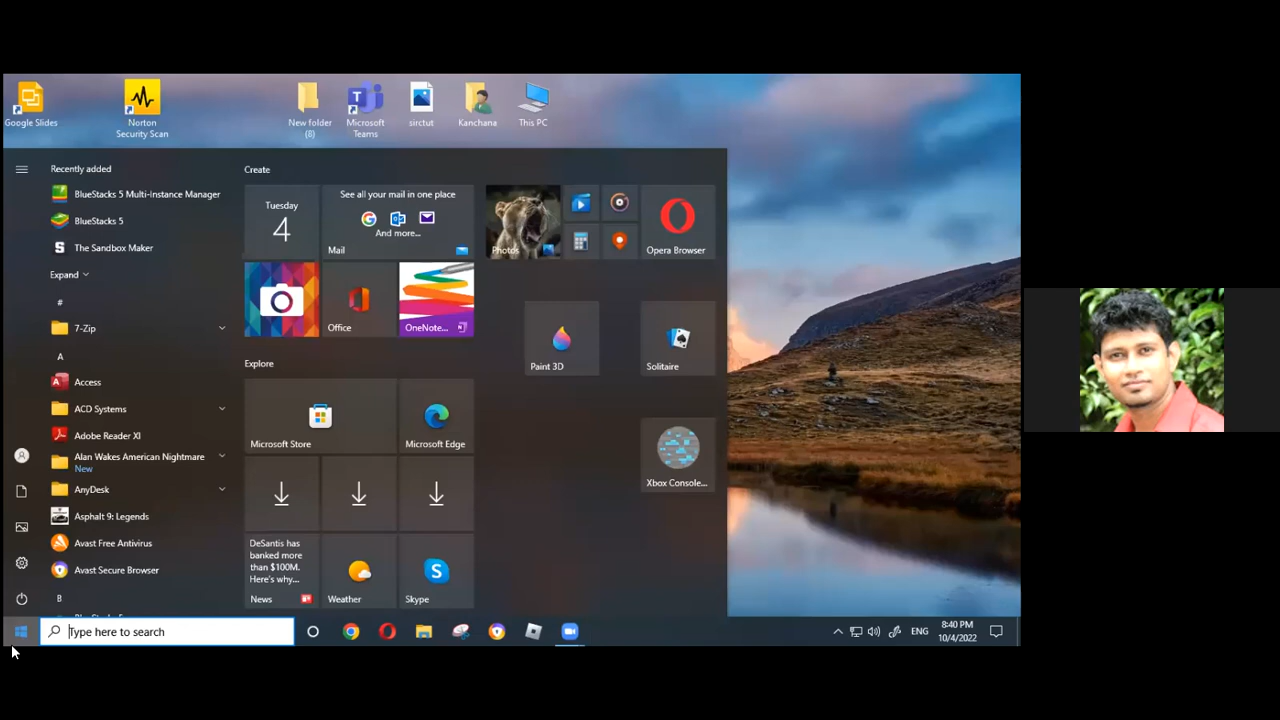 Google Slides
Norton
Security Scan
New folder
(8)
Microsoft
Teams
sirctut
Kanchana
This PC
Recently added
BlueStacks 5 Multi-Instance Manager
BlueStacks 5
The Sandbox Maker
Expand
#
7-Zip
A
Access
ACD Systems
Adobe Reader XI
Alan Wakes American Nightmare
New
AnyDesk
Asphalt 9: Legends
Avast Free Antivirus
Avast Secure Browser
B
Create
Tuesday
4
See all your mail in one place
And more...
Mail
Office
OneNote...
Explore
Microsoft Store
Microsoft Edge
DeSantis has
banked more
than $100M.
Here's why...
News
Weather
Skype
Photos
Opera Browser
Paint 3D
Solitaire
Xbox Console...
Type here to search
ENG
8:40 PM
10/4/2022